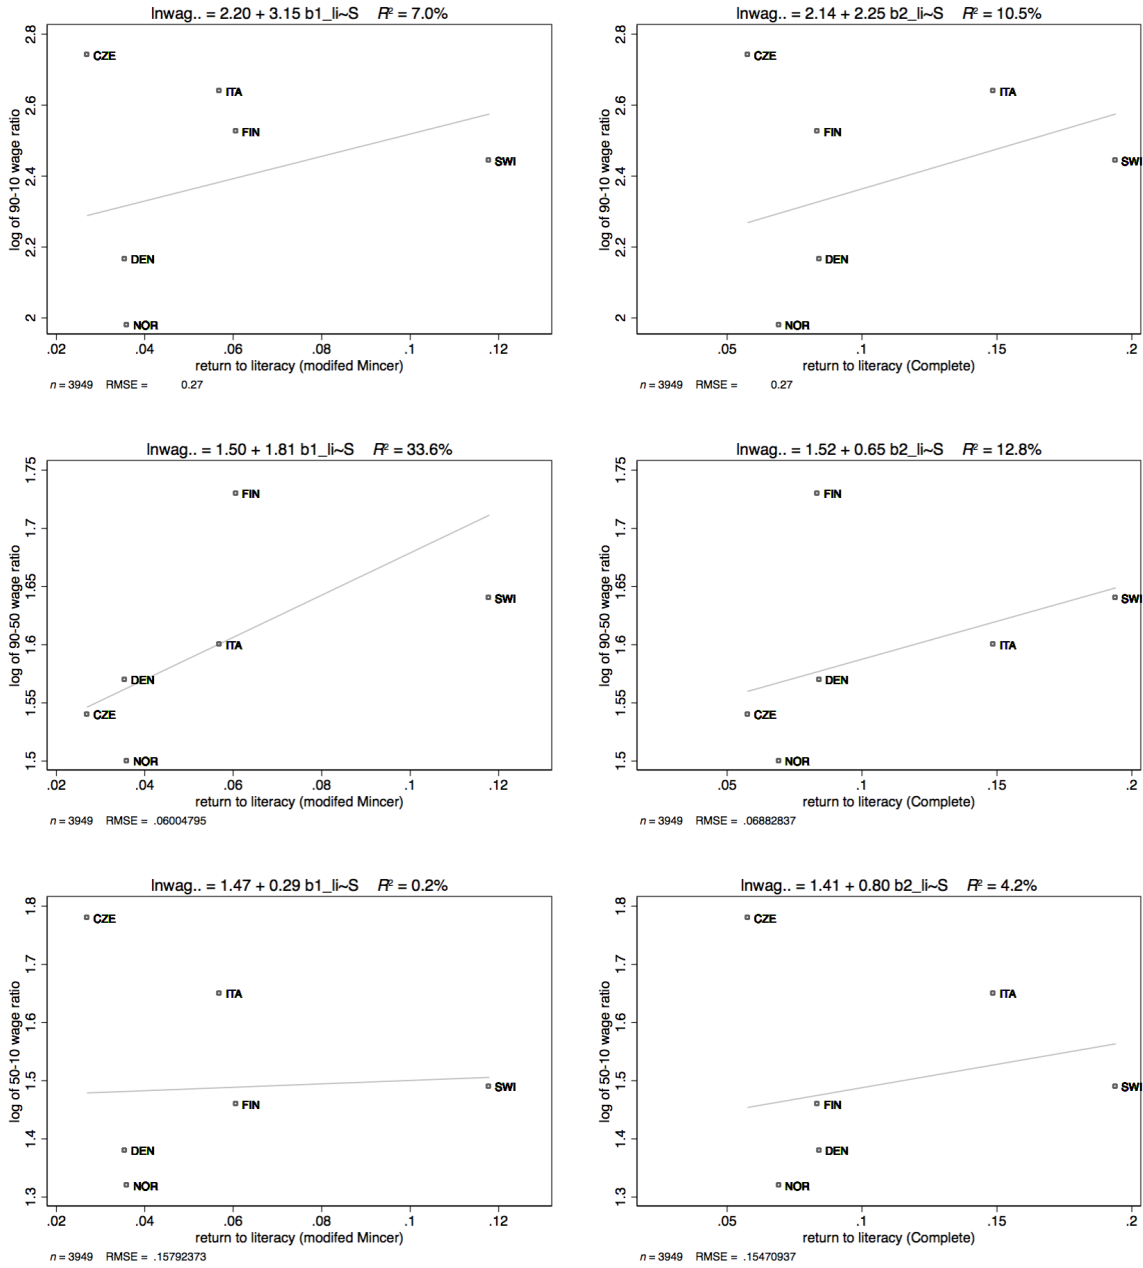 lnwag.. = 2.20 + 3.15 b1_li~S R² = 7.0%
log of 90-10 wage ratio
2.8
2.6
2.4
2.2
2
CZE
ITA
FIN
SWI
DEN
NOR
.02 .04 .06 .08 .1 .12
return to literacy (modifed Mincer)
n = 3949 RMSE = 0.27
lnwag.. = 2.14 + 2.25 b2_li~S R² = 10.5%
log of 90-10 wage ratio
2.8
2.6
2.4
2.2
2
CZE
ITA
FIN
SWI
DEN
NOR
.05 .1 .15 .2
return to literacy (Complete)
n = 3949 RMSE = 0.27
lnwag.. = 1.50 + 1.81 b1_li~S R² = 33.6%
log of 90-50 wage ratio
1.75
1.7
1.65
1.6
1.55
1.5
FIN
SWI
ITA
DEN
CZE
NOR
.02 .04 .06 .08 .1 .12
return to literacy (modifed Mincer)
n = 3949 RMSE = .06004795
lnwag.. = 1.52 + 0.65 b2_li~S R² = 12.8%
log of 90-50 wage ratio
1.75
1.7
1.65
1.6
1.55
1.5
FIN
SWI
ITA
DEN
CZE
NOR
.05 .1 .15 .2
return to literacy (Complete)
n = 3949 RMSE = .06882837
lnwag.. = 1.47 + 0.29 b1_li~S R² = 0.2%
log of 50-10 wage ratio
1.8
1.7
1.6
1.5
1.4
1.3
CZE
ITA
SWI
FIN
DEN
NOR
.02 .04 .06 .08 .1 .12
return to literacy (modifed Mincer)
n = 3949 RMSE = .15792373
lnwag.. = 1.41 + 0.80 b2_li~S R² = 4.2%
log of 50-10 wage ratio
1.8
1.7
1.6
1.5
1.4
1.3
CZE
ITA
SWI
FIN
DEN
NOR
.05 .1 .15 .2
return to literacy (Complete)
n = 3949 RMSE = .15470937